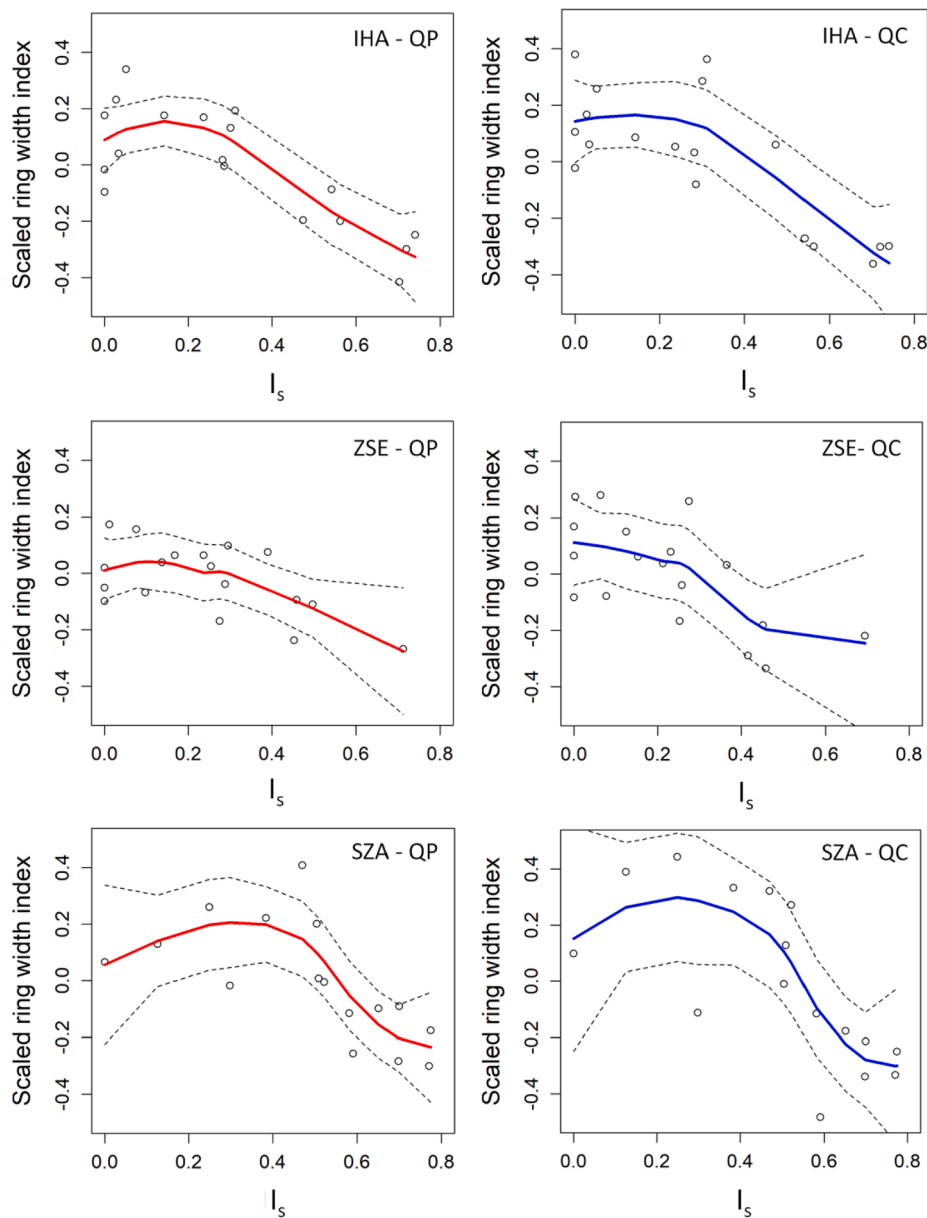 IHA - QP
Scaled ring width index
0.4
0.2
0.0
-0.2
-0.4
0.0 0.2 0.4 0.6 0.8
Is
IHA - QC
Scaled ring width index
0.4
0.2
0.0
-0.2
-0.4
0.0 0.2 0.4 0.6 0.8
Is
ZSE - QP
Scaled ring width index
0.4
0.2
0.0
-0.2
-0.4
0.0 0.2 0.4 0.6 0.8
Is
ZSE- QC
Scaled ring width index
0.4
0.2
0.0
-0.2
-0.4
0.0 0.2 0.4 0.6 0.8
Is
SZA - QP
Scaled ring width index
0.4
0.2
0.0
-0.2
-0.4
0.0 0.2 0.4 0.6 0.8
Is
SZA - QC
Scaled ring width index
0.4
0.2
0.0
-0.2
-0.4
0.0 0.2 0.4 0.6 0.8
Is